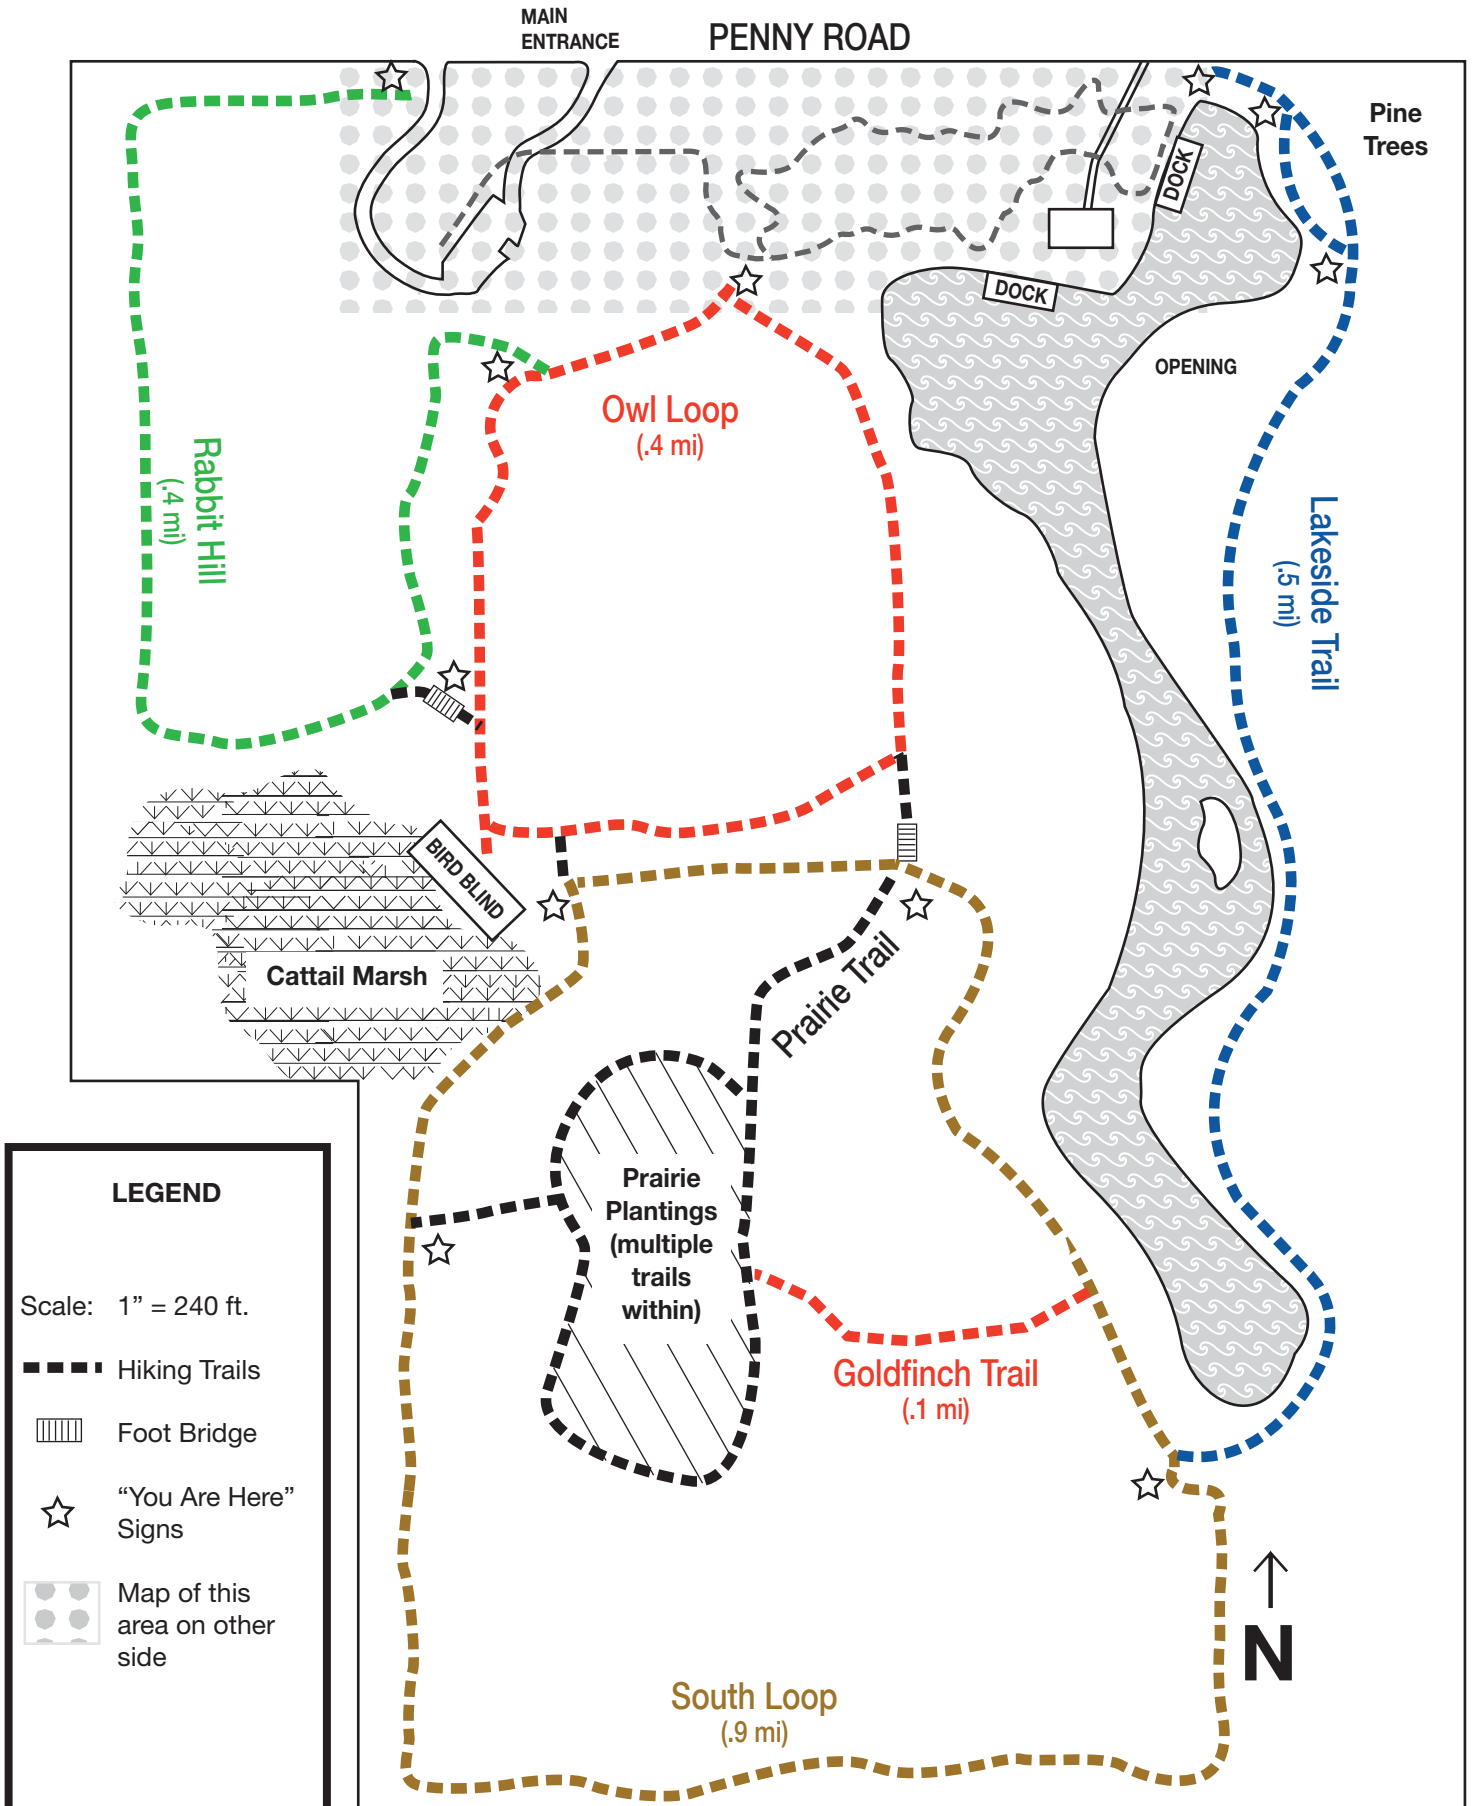 MAIN
ENTRANCE
PENNY ROAD
Pine
Trees
DOCK
DOCK
OPENING
Owl Loop
(.4 mi)
Rabbit Hill
(.4 mi)
Lakeside Trail
(.5 mi)
BIRD BLIND
Cattail Marsh
Prairie Trail
Prairie
Plantings
(multiple
trails
within)
Goldfinch Trail
(.1 mi)
South Loop
(.9 mi)
N
LEGEND
Scale: 1” = 240 ft.
Hiking Trails
Foot Bridge
“You Are Here”
Signs
Map of this
area on other
side